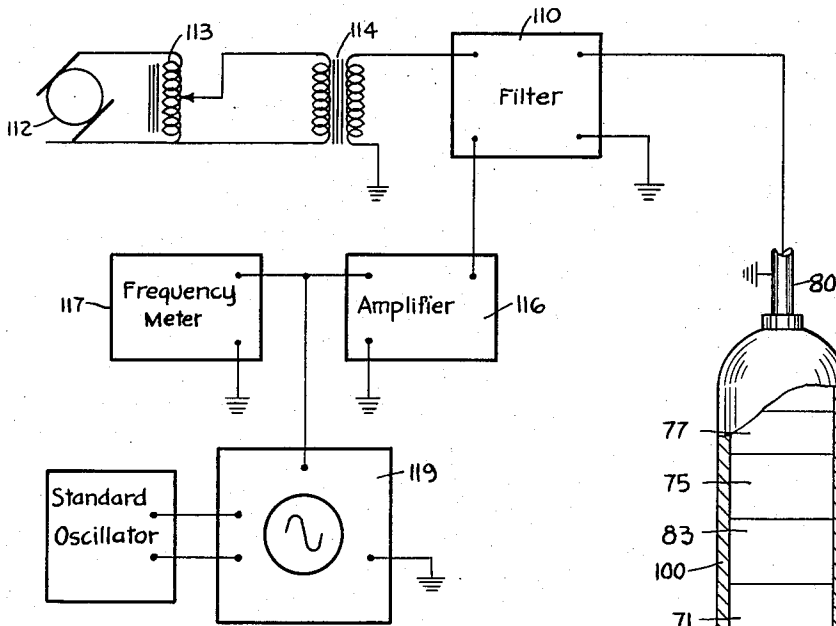 113
114
110
112
Filter
117
Frequency
Meter
Amplifier
116
80
119
Standard
Oscillator
77
75
83
100
71